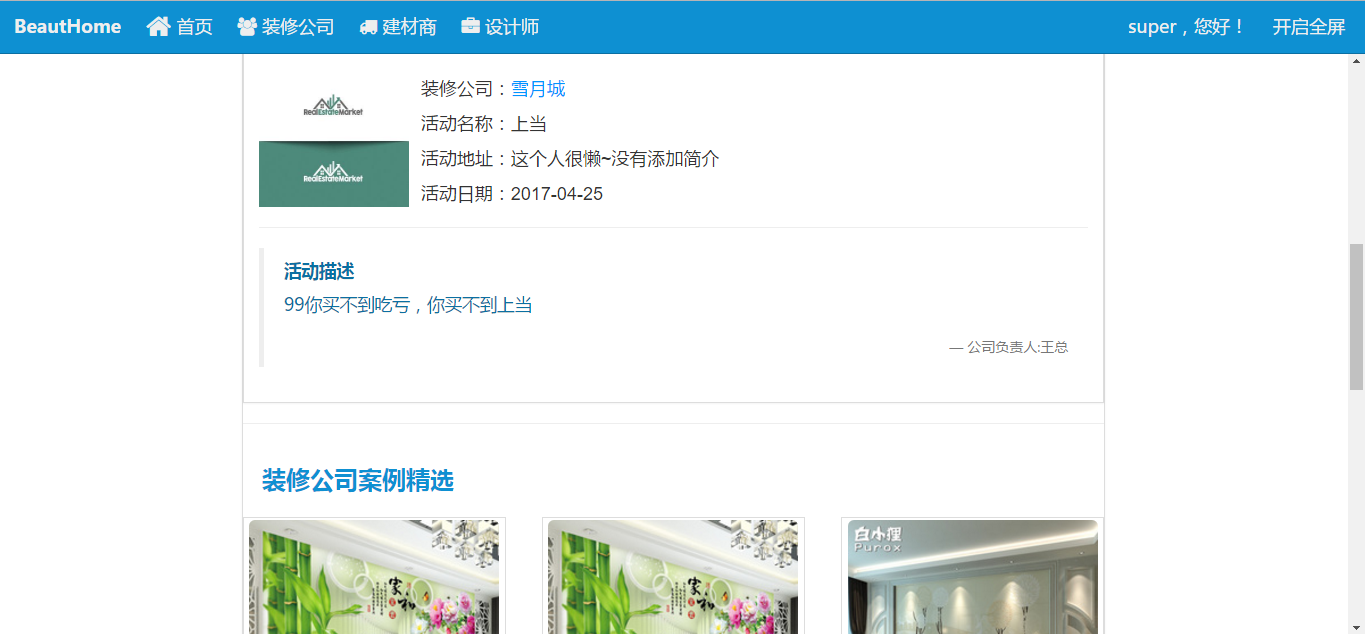 BeautHome 首页 装修公司 建材商 设计师 super，您好！ 开启全屏
RealEstateMarket
RealEstateMarket
装修公司：雪月城
活动名称：上当
活动地址：这个人很懒~没有添加简介
活动日期：2017-04-25
活动描述
99你买不到吃亏，你买不到上当
— 公司负责人:王总
装修公司案例精选
家和
家和
白小狸
Purox